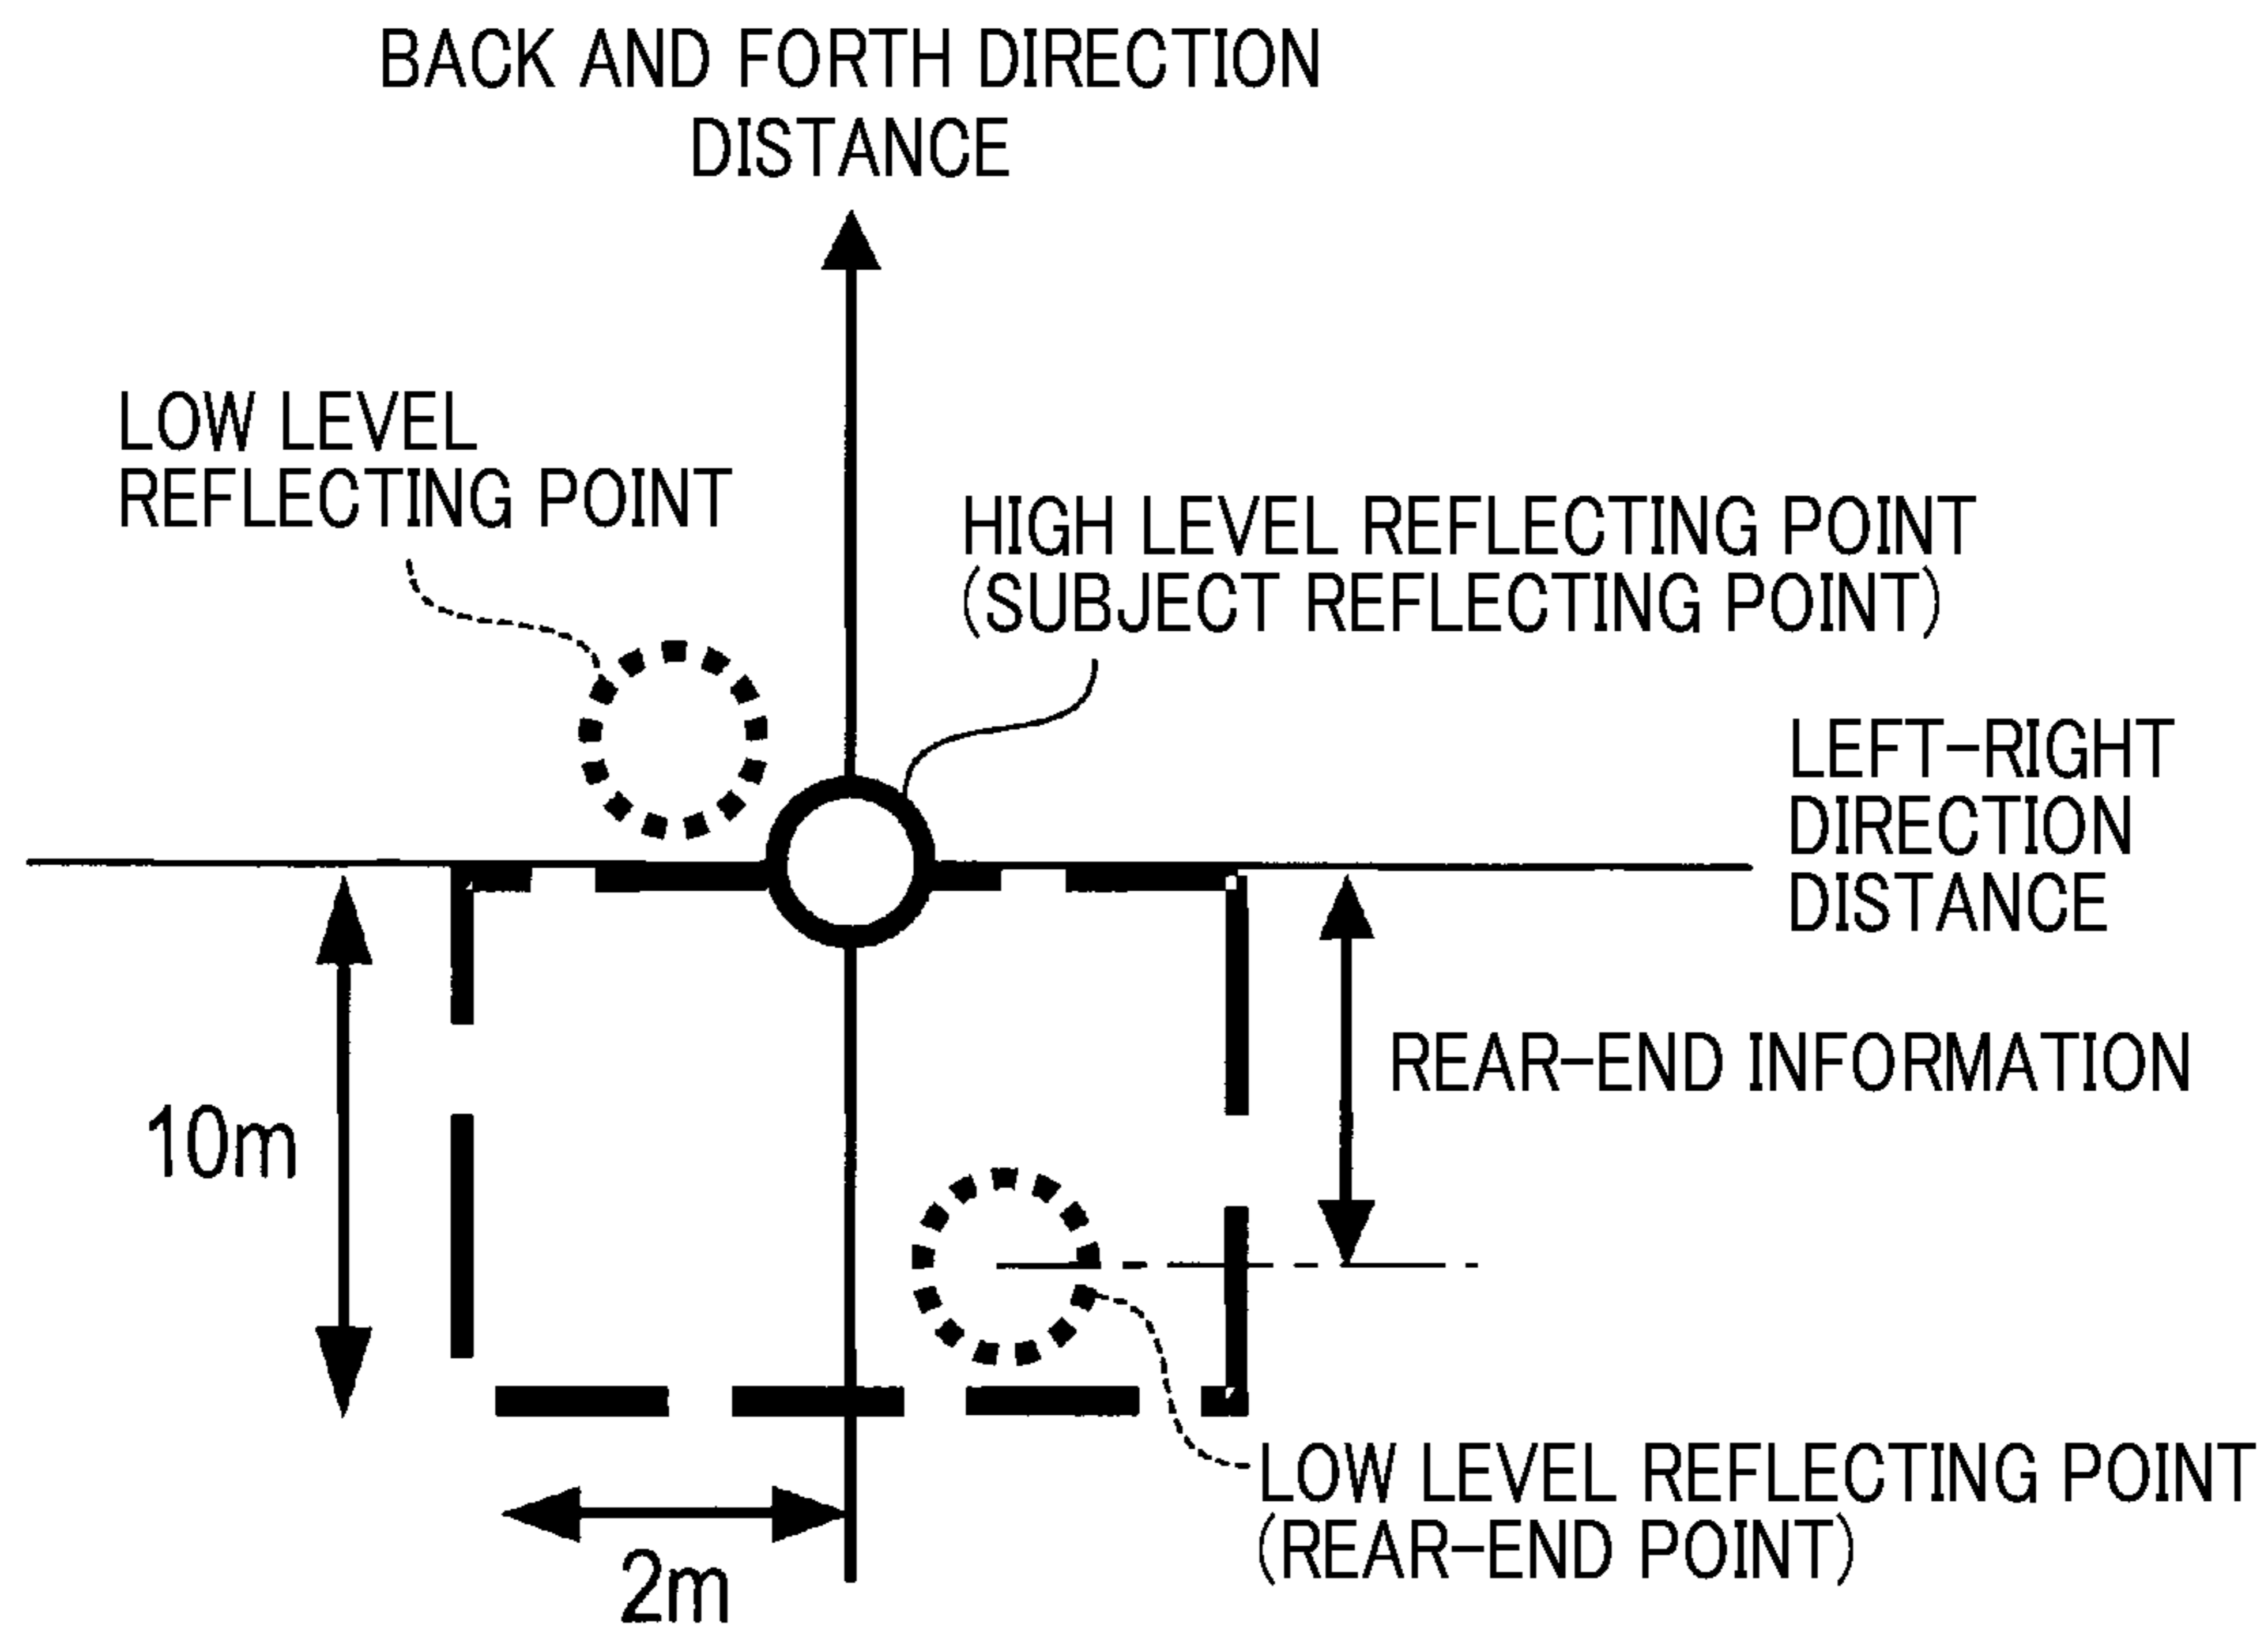 BACK AND FORTH DIRECTION
DISTANCE
LOW LEVEL
REFLECTING POINT
HIGH LEVEL REFLECTING POINT
(SUBJECT REFLECTING POINT)
LEFT-RIGHT
DIRECTION
DISTANCE
REAR-END INFORMATION
10m
LOW LEVEL REFLECTING POINT
(REAR-END POINT)
2m